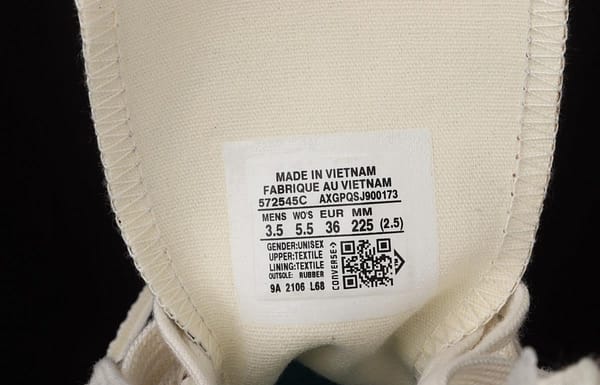 MADE IN VIETNAM
FABRIQUE AU VIETNAM
572545C AXGPQSJ900173
MENS WO'S EUR MM
3.5 5.5 36 225 (2.5)
GENDER:UNISEX
UPPER:TEXTILE
LINING:TEXTILE
OUTSOLE: RUBBER
9A 2106 L68
CONVERSE